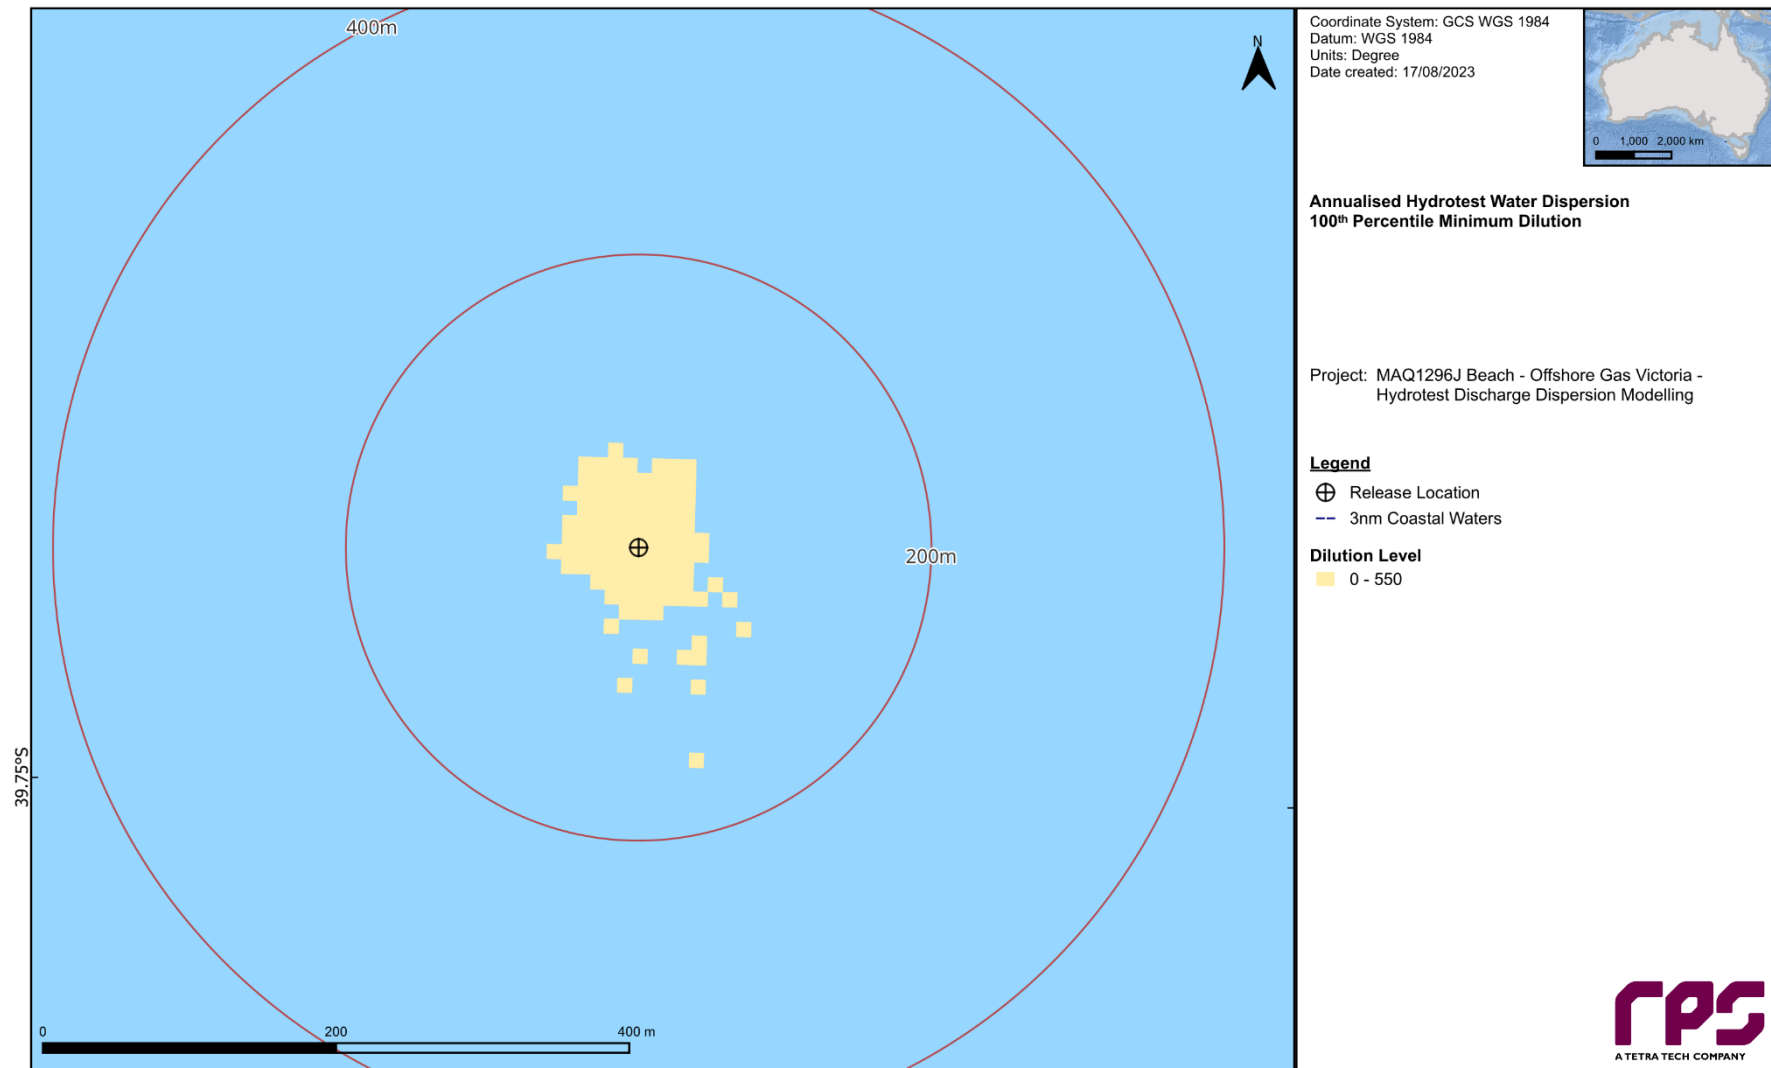 400m
N
200m
39.75°S
0 200 400 m
Coordinate System: GCS WGS 1984
Datum: WGS 1984
Units: Degree
Date created: 17/08/2023
0 1,000 2,000 km
Annualised Hydrotest Water Dispersion
100th Percentile Minimum Dilution
Project: MAQ1296J Beach - Offshore Gas Victoria -
Hydrotest Discharge Dispersion Modelling
Legend
Release Location
3nm Coastal Waters
Dilution Level
0 - 550
rps
A TETRA TECH COMPANY